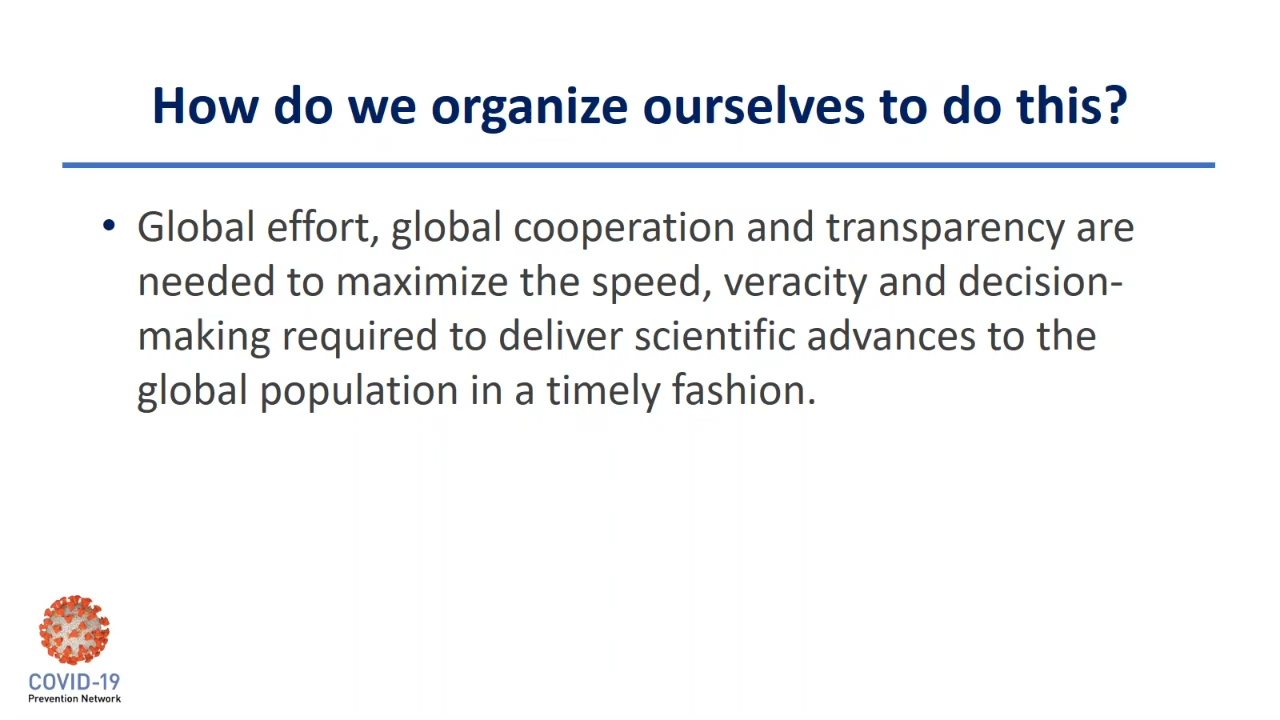 How do we organize ourselves to do this?
• Global effort, global cooperation and transparency are
needed to maximize the speed, veracity and decision-
making required to deliver scientific advances to the
global population in a timely fashion.
COVID-19
Prevention Network